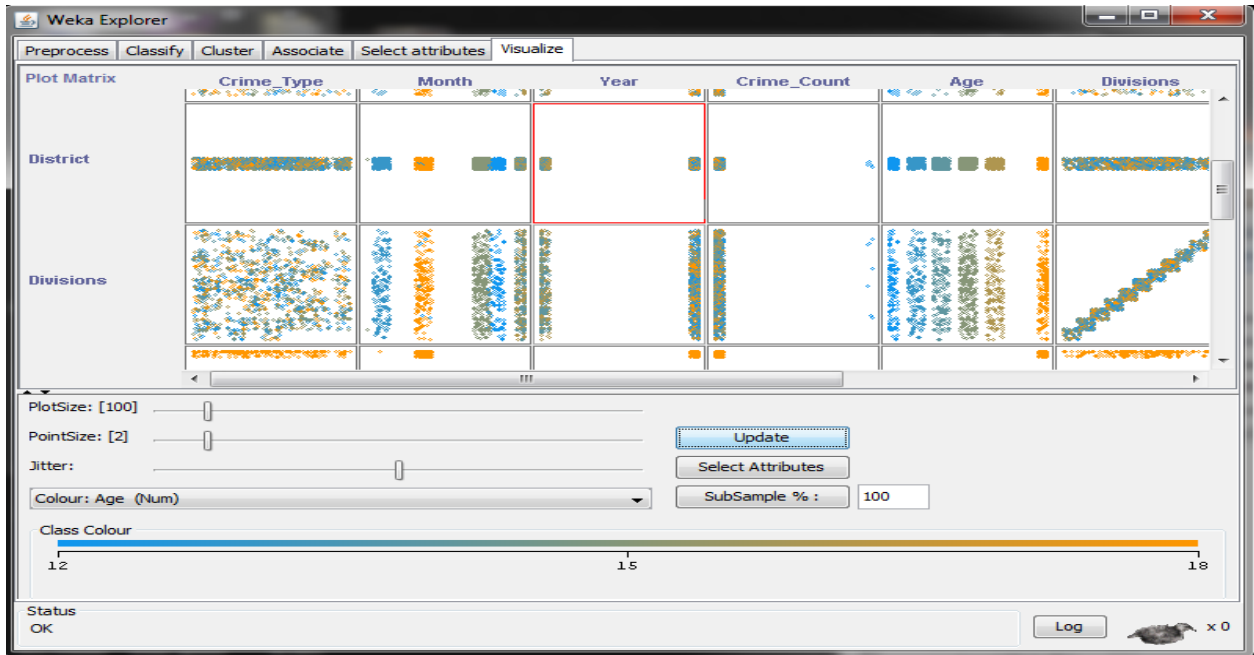 Weka Explorer
Preprocess Classify Cluster Associate Select attributes Visualize
Plot Matrix Crime_Type Month Year Crime_Count Age Divisions
District
Divisions
PlotSize: [100]
PointSize: [2]
Update
Jitter:
Select Attributes
Colour: Age (Num)
SubSample % : 100
Class Colour
12 15 18
Status
OK
Log x 0